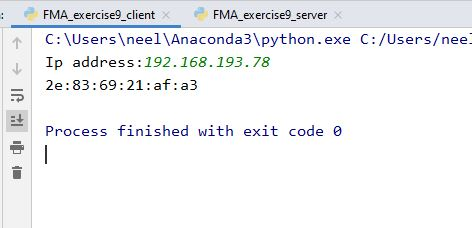 FMA_exercise9_client × FMA_exercise9_server ×
C:\Users\neel\Anaconda3\python.exe C:/Users/neel
Ip address:192.168.193.78
2e:83:69:21:af:a3
Process finished with exit code 0